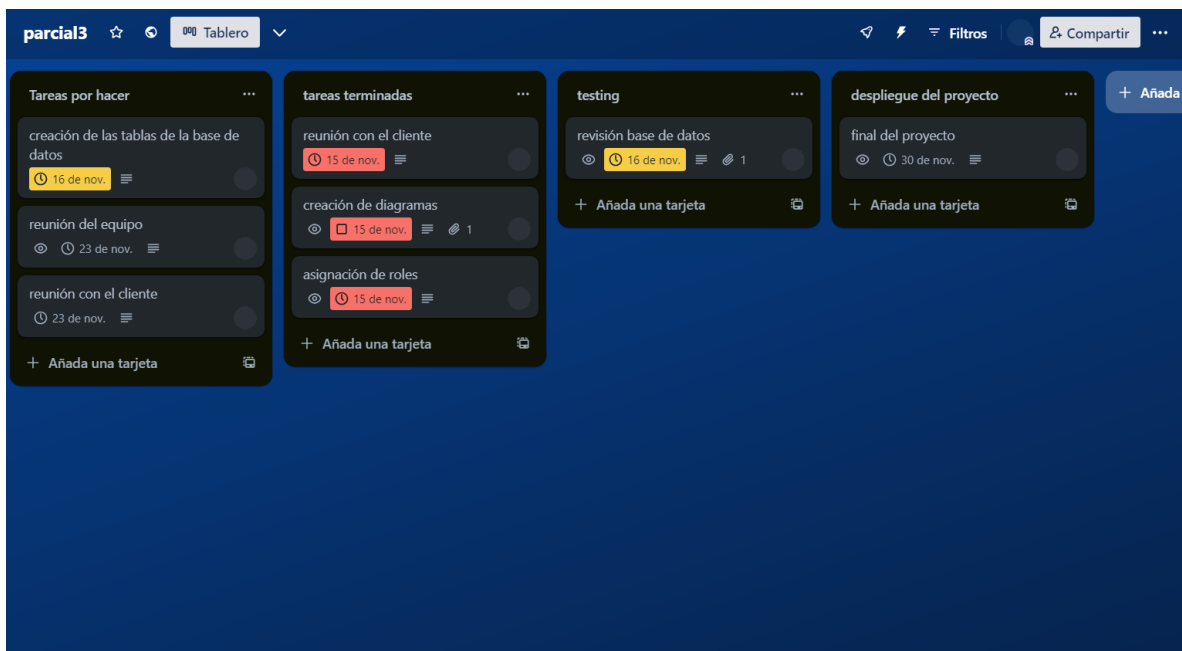 parcial3 Tablero Filtros Compartir
Tareas por hacer
creación de las tablas de la base de
datos
16 de nov.
reunión del equipo
23 de nov.
reunión con el cliente
23 de nov.
+ Añada una tarjeta
tareas terminadas
reunión con el cliente
15 de nov.
creación de diagramas
15 de nov. 1
asignación de roles
15 de nov.
+ Añada una tarjeta
testing
revisión base de datos
16 de nov. 1
+ Añada una tarjeta
despliegue del proyecto
final del proyecto
30 de nov.
+ Añada una tarjeta
+ Añada